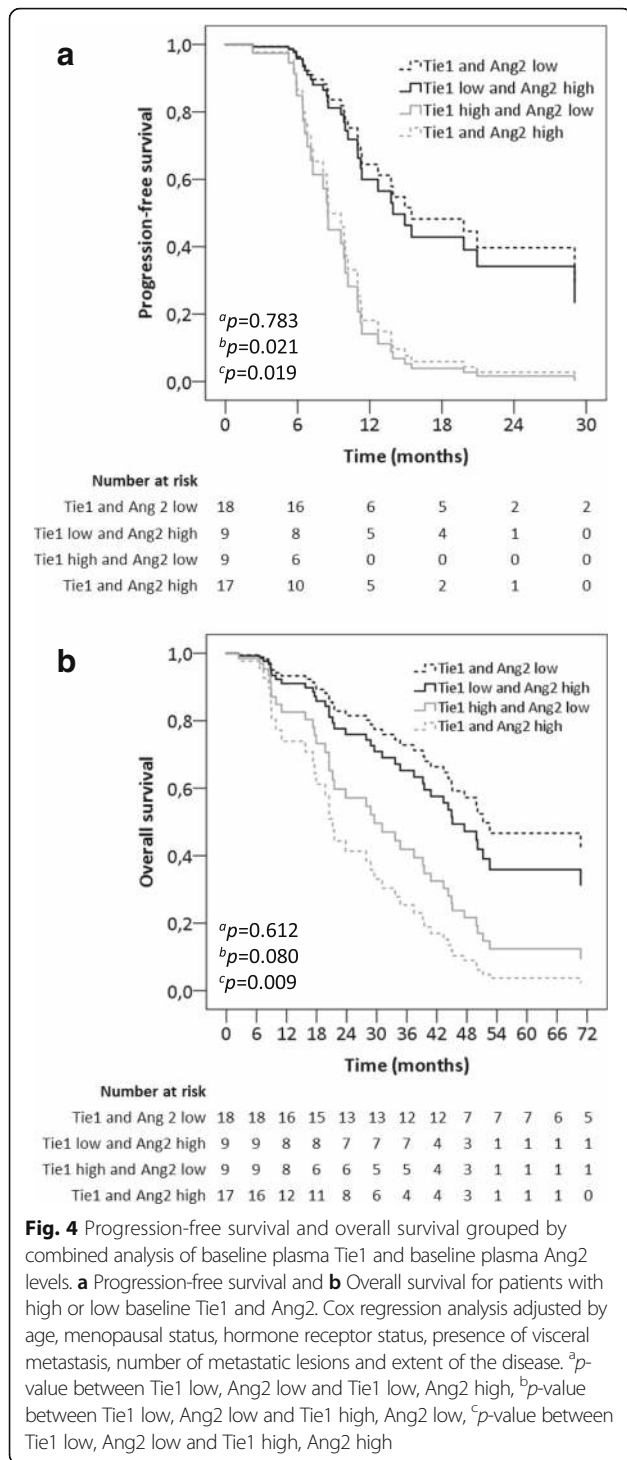 a
1,0
0,8
0,6
0,4
0,2
0,0
Progression-free survival
Tie1 and Ang2 low
Tie1 low and Ang2 high
Tie1 high and Ang2 low
Tie1 and Ang2 high
ap=0.783
bp=0.021
cp=0.019
0 6 12 18 24 30
Time (months)
Number at risk
Tie1 and Ang 2 low 18 16 6 5 2 2
Tie1 low and Ang2 high 9 8 5 4 1 0
Tie1 high and Ang2 low 9 6 0 0 0 0
Tie1 and Ang2 high 17 10 5 2 1 0
b
1,0
0,8
0,6
0,4
0,2
0,0
Overall survival
Tie1 and Ang2 low
Tie1 low and Ang2 high
Tie1 high and Ang2 low
Tie1 and Ang2 high
ap=0.612
bp=0.080
cp=0.009
0 6 12 18 24 30 36 42 48 54 60 66 72
Time (months)
Number at risk
Tie1 and Ang 2 low 18 18 16 15 13 13 12 12 7 7 7 6 5
Tie1 low and Ang2 high 9 9 8 8 7 7 7 4 3 1 1 1 1
Tie1 high and Ang2 low 9 9 8 6 6 5 5 4 3 1 1 1 1
Tie1 and Ang2 high 17 16 12 11 8 6 4 4 3 1 1 1 0
Fig. 4 Progression-free survival and overall survival grouped by
combined analysis of baseline plasma Tie1 and baseline plasma Ang2
levels. a Progression-free survival and b Overall survival for patients with
high or low baseline Tie1 and Ang2. Cox regression analysis adjusted by
age, menopausal status, hormone receptor status, presence of visceral
metastasis, number of metastatic lesions and extent of the disease. ap-
value between Tie1 low, Ang2 low and Tie1 low, Ang2 high, bp-value
between Tie1 low, Ang2 low and Tie1 high, Ang2 low, cp-value between
Tie1 low, Ang2 low and Tie1 high, Ang2 high